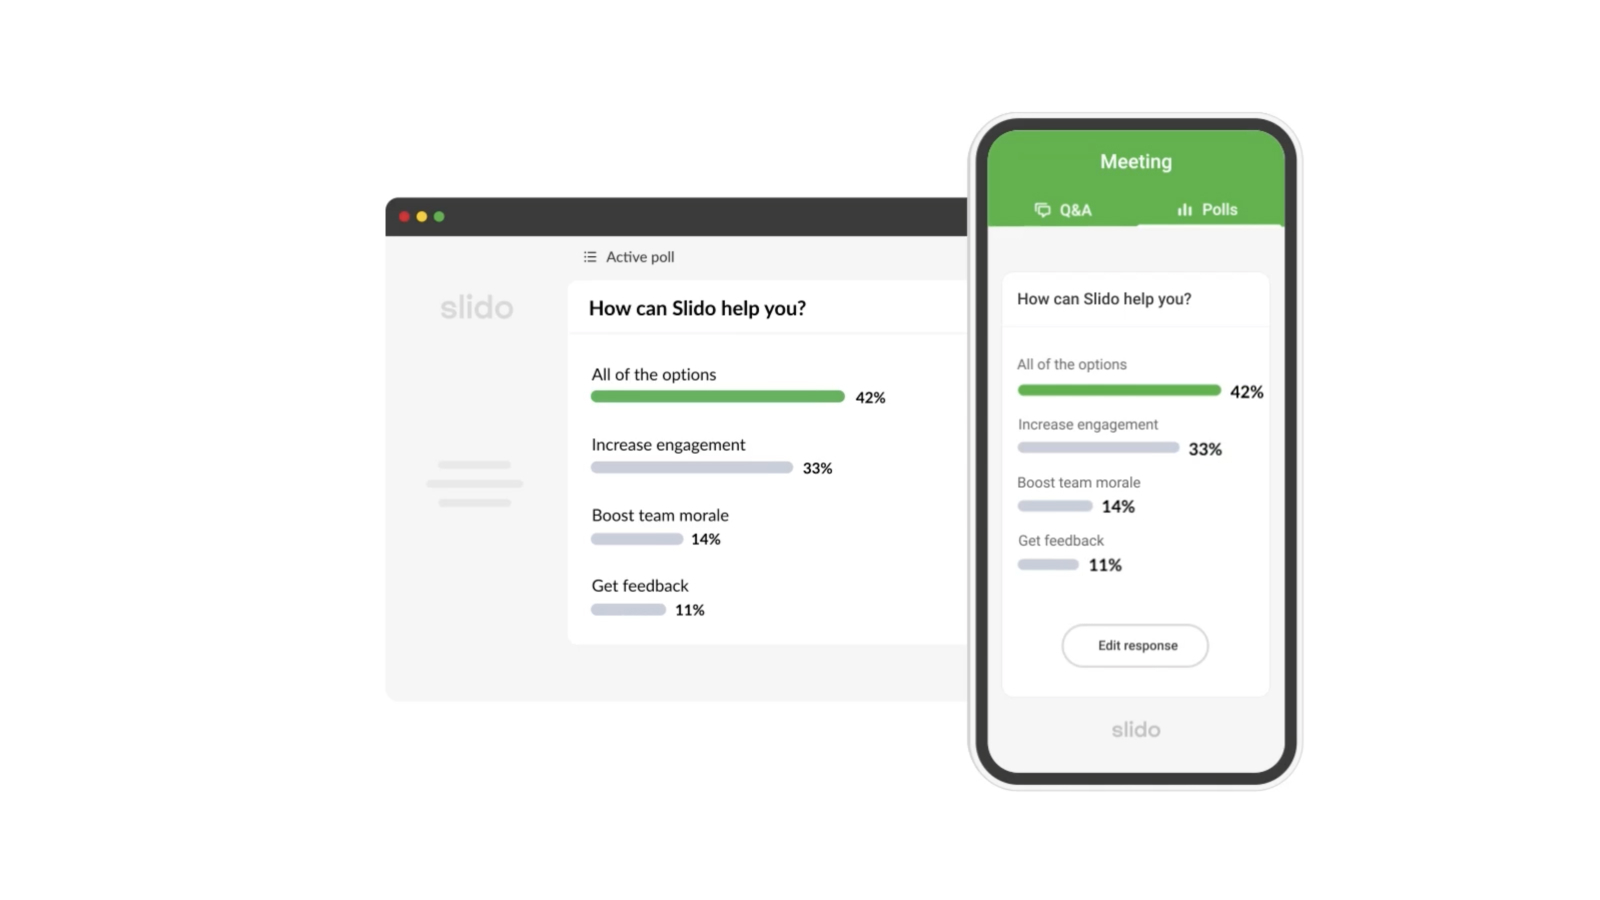 Active poll
slido
How can Slido help you?
All of the options
42%
Increase engagement
33%
Boost team morale
14%
Get feedback
11%
Meeting
Q&A
Polls
How can Slido help you?
All of the options
42%
Increase engagement
33%
Boost team morale
14%
Get feedback
11%
Edit response
slido